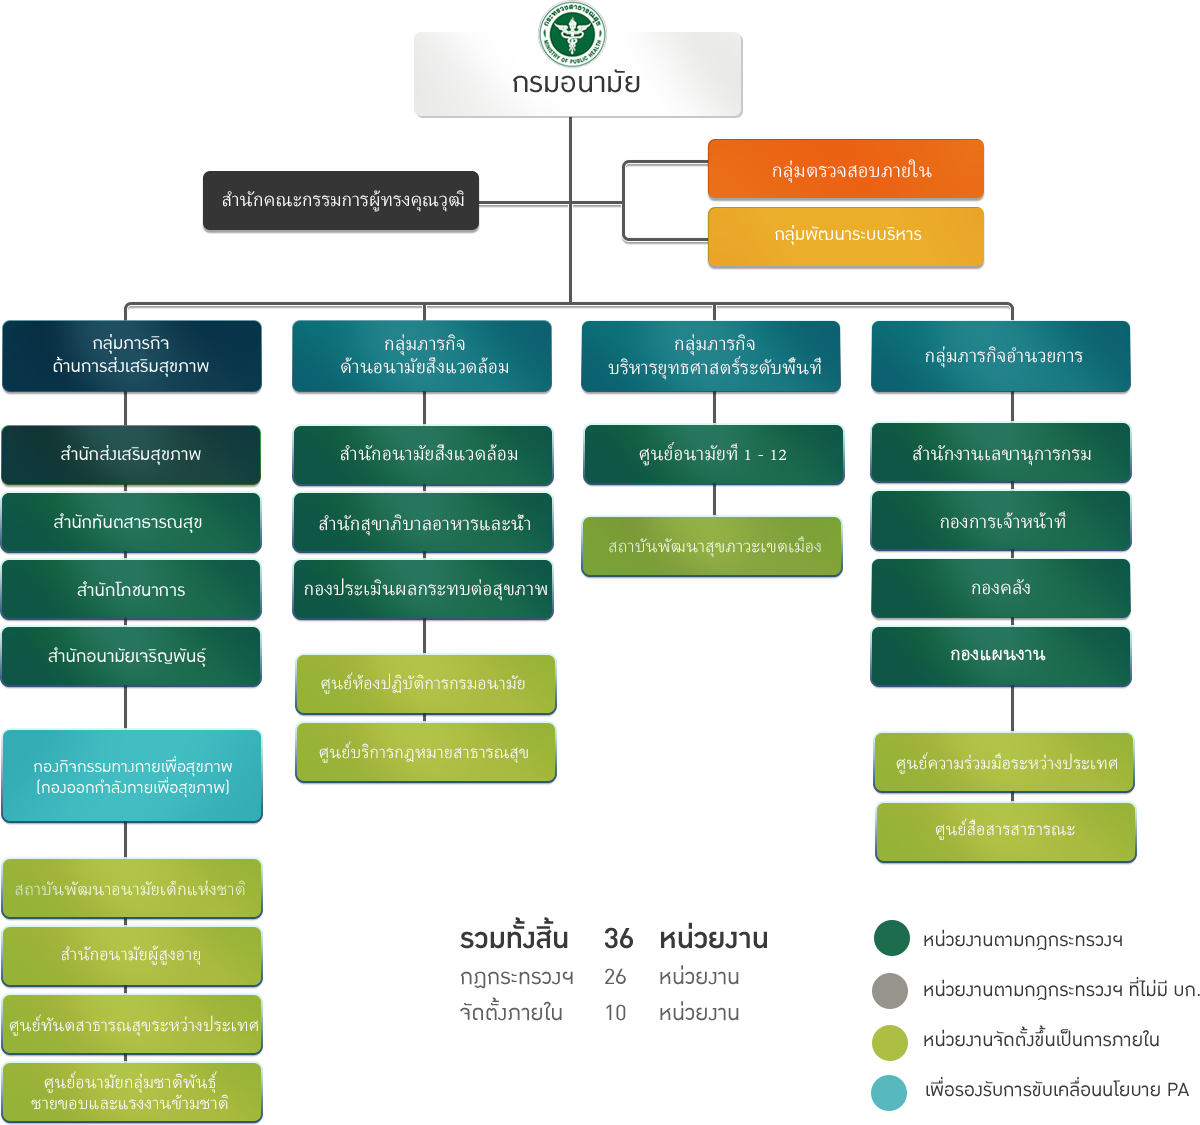 กระทรวงสาธารณสุข
MINISTRY OF PUBLIC HEALTH
กรมอนามัย
กลุ่มตรวจสอบภายใน
สำนักคณะกรรมการผู้ทรงคุณวุฒิ
กลุ่มพัฒนาระบบริหาร
กลุ่มภารกิจ
ด้านการส่งเสริมสุขภาพ
กลุ่มภารกิจ
ด้านอนามัยสิ่งแวดล้อม
กลุ่มภารกิจ
บริหารยุทธศาสตร์ระดับพื้นที่
กลุ่มภารกิจอำนวยการ
สำนักส่งเสริมสุขภาพ
สำนักทันตสาธารณสุข
สำนักโภชนาการ
สำนักอนามัยเจริญพันธุ์
กองกิจกรรมทางกายเพื่อสุขภาพ
(กองออกกำลังกายเพื่อสุขภาพ)
สถาบันพัฒนาอนามัยเด็กแห่งชาติ
สำนักอนามัยผู้สูงอายุ
ศูนย์ทันตสาธารณสุขระหว่างประเทศ
ศูนย์อนามัยกลุ่มชาติพันธุ์
ชายขอบและแรงงานข้ามชาติ
สำนักอนามัยสิ่งแวดล้อม
สำนักสุขาภิบาลอาหารและน้ำ
กองประเมินผลกระทบต่อสุขภาพ
ศูนย์ห้องปฏิบัติการกรมอนามัย
ศูนย์บริการกฎหมายสาธารณสุข
ศูนย์อนามัยที่ 1 - 12
สถาบันพัฒนาสุขภาวะเขตเมือง
สำนักงานเลขานุการกรม
กองการเจ้าหน้าที่
กองคลัง
กองแผนงาน
ศูนย์ความร่วมมือระหว่างประเทศ
ศูนย์สื่อสารสาธารณะ
รวมทั้งสิ้น 36 หน่วยงาน
กฏกระทรวงฯ 26 หน่วยงาน
จัดตั้งภายใน 10 หน่วยงาน
หน่วยงานตามกฎกระทรวงฯ
หน่วยงานตามกฎกระทรวงฯ ที่ไม่มี บก.
หน่วยงานจัดตั้งขึ้นเป็นการภายใน
เพื่อรองรับการขับเคลื่อนนโยบาย PA